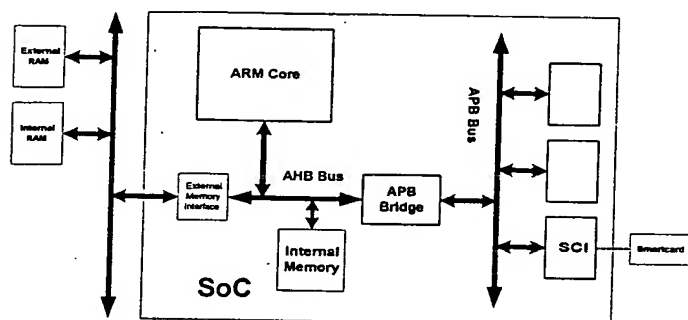 External
RAM
Internal
RAM
ARM Core
AHB Bus
External
Memory
Interface
Internal
Memory
SoC
APB
Bridge
APB Bus
SCI
Smartcard